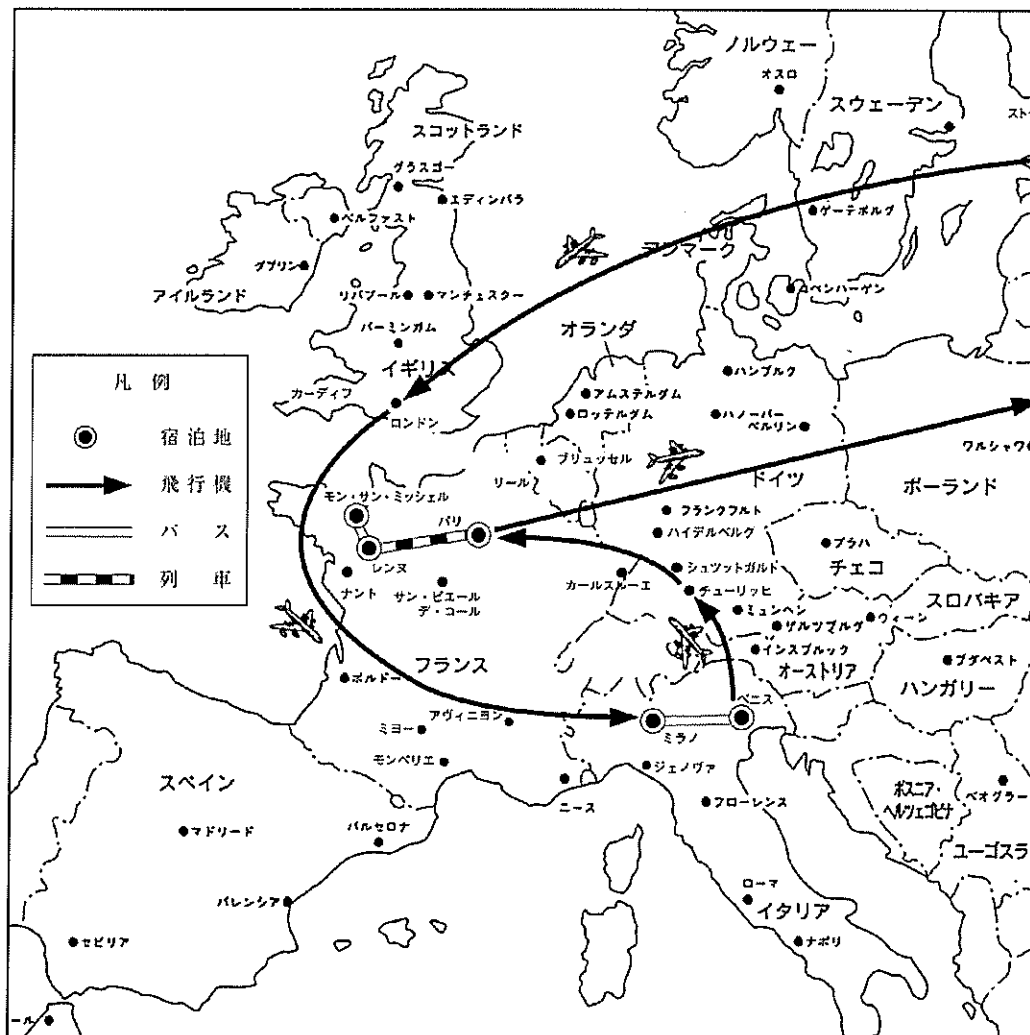 ノルウェー
オスロ
スウェーデン
スト
スコットランド
グラスゴー
エディンバラ
ベルファスト
ゲーテボルグ
デンマーク
ダブリン
アイルランド
リバプール
マンチェスター
コペンハーゲン
バーミンガム
イギリス
オランダ
ハンブルク
凡例
カーディフ
ロンドン
アムステルダム
ロッテルダム
ハノーバー
ベルリン
宿泊地
ワルシャワ
ブリュッセル
リール
ドイツ
ポーランド
飛行機
モン・サン・ミッシェル
パリ
フランクフルト
ハイデルベルグ
プラハ
チェコ
バス
レンヌ
シュツットガルト
カールスルーエ
チューリッヒ
列車
ナント
サン・ピエール
デ・コール
ミュンヘン
ザルツブルグ
ウィーン
スロバキア
インスブルック
オーストリア
ブダペスト
ハンガリー
フランス
ボルドー
ベニス
アヴィニヨン
ミヨー
ミラノ
モンペリエ
ジェノヴァ
ニース
フローレンス
スペイン
ボスニア・
ヘルツェゴビナ
ベオグラー
マドリード
バルセロナ
ユーゴスラ
バレンシア
ローマ
イタリア
セビリア
ナポリ
ール